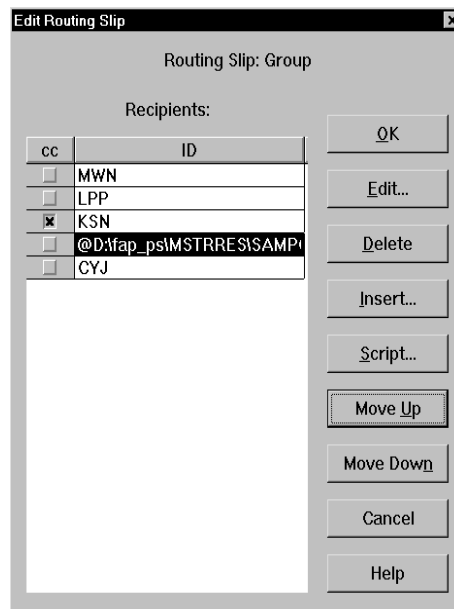 Edit Routing Slip
Routing Slip: Group
Recipients:
cc ID
MWN
LPP
KSN
@D:\fap_ps\MSTRRES\SAMP
CYJ
OK
Edit...
Delete
Insert...
Script...
Move Up
Move Down
Cancel
Help